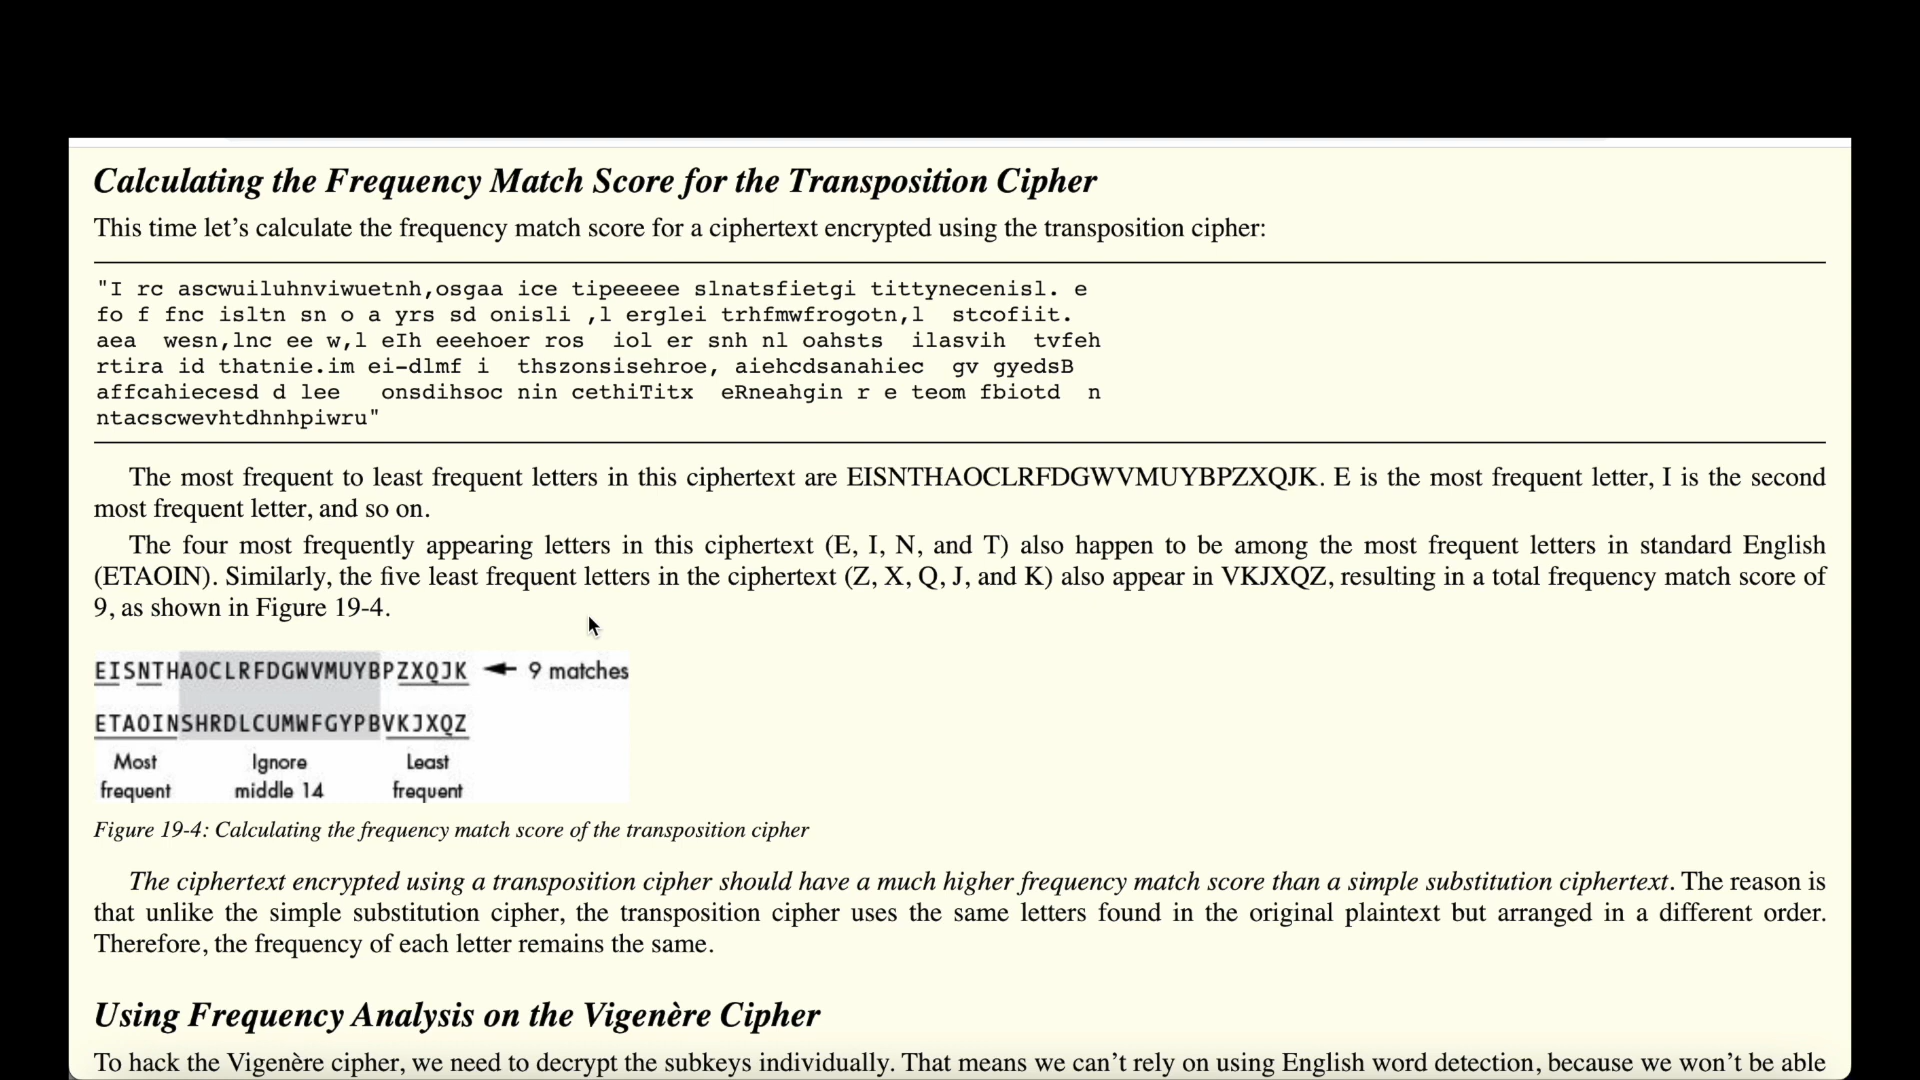 Calculating the Frequency Match Score for the Transposition Cipher
This time let’s calculate the frequency match score for a ciphertext encrypted using the transposition cipher:
"I rc ascwuiluhnviwuetnh,osgaa ice tipeeeee slnatsfietgi tittynecenisl. e
fo f fnc isltn sn o a yrs sd onisli ,l erglei trhfmwfrogotn,l  stcofiit.
aea  wesn,lnc ee w,l eIh eeehoer ros  iol er snh nl oahsts  ilasvih  tvfeh
rtira id thatnie.im ei-dlmf i  thszonsisehroe, aiehcdsanahiec  gv gyedsB
affcahiecesd d lee   onsdihsoc nin cethiTitx  eRneahgin r e teom fbiotd  n
ntacscwevhtdhnhpiwru"
The most frequent to least frequent letters in this ciphertext are EISNTHAOCLRFDGWVMUYBPZXQJK. E is the most frequent letter, I is the second
most frequent letter, and so on.
The four most frequently appearing letters in this ciphertext (E, I, N, and T) also happen to be among the most frequent letters in standard English
(ETAOIN). Similarly, the five least frequent letters in the ciphertext (Z, X, Q, J, and K) also appear in VKJXQZ, resulting in a total frequency match score of
9, as shown in Figure 19-4.
EISNTHAOCLRFDGWVMUYBPZXQJK ← 9 matches
ETAOINSHRDLCUMWFGYPBVKJXQZ
Most Ignore Least
frequent middle 14 frequent
Figure 19-4: Calculating the frequency match score of the transposition cipher
The ciphertext encrypted using a transposition cipher should have a much higher frequency match score than a simple substitution ciphertext. The reason is
that unlike the simple substitution cipher, the transposition cipher uses the same letters found in the original plaintext but arranged in a different order.
Therefore, the frequency of each letter remains the same.
Using Frequency Analysis on the Vigenère Cipher
To hack the Vigenère cipher, we need to decrypt the subkeys individually. That means we can’t rely on using English word detection, because we won’t be able